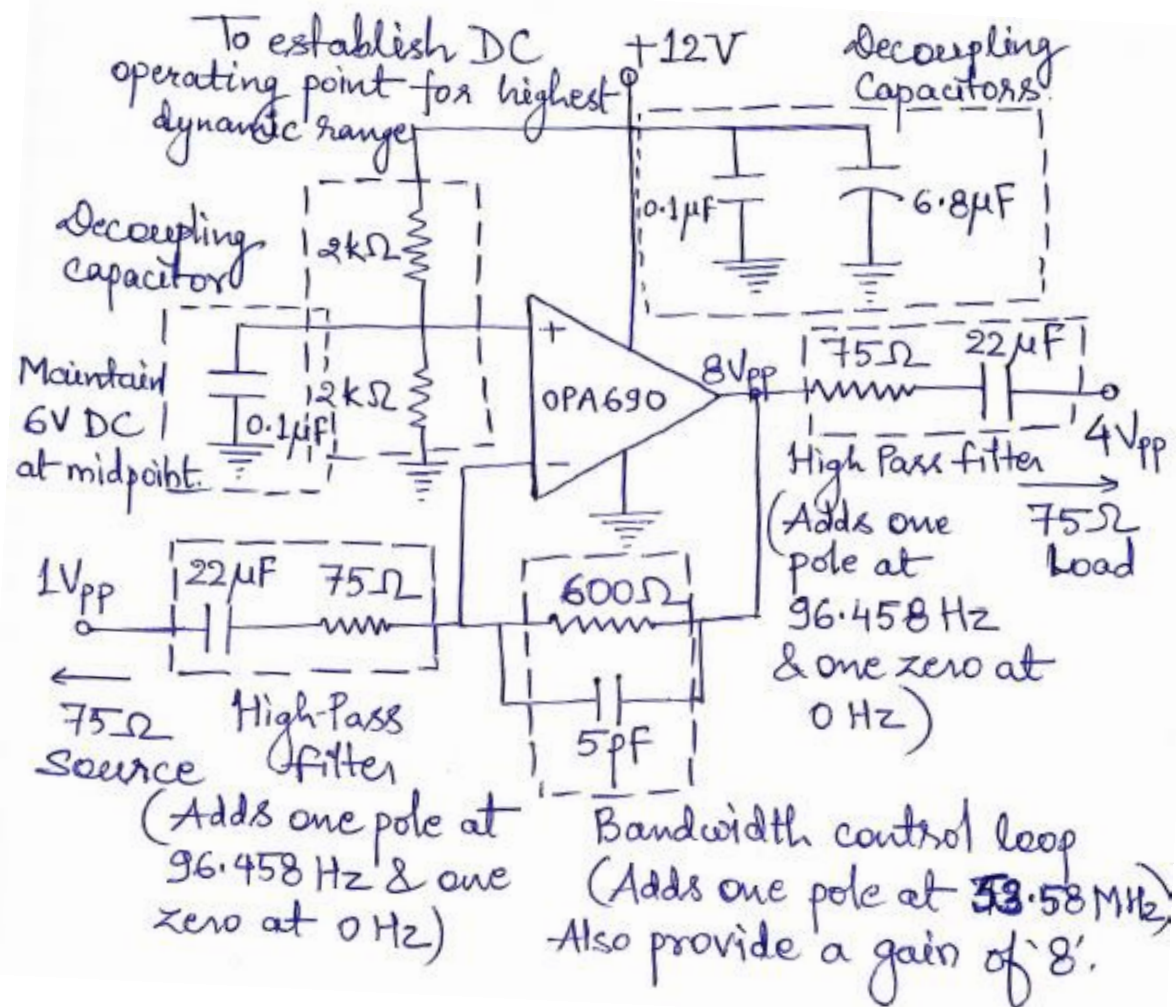 To establish DC
operating point for highest
dynamic range
+12V
Decoupling
Capacitors.
0.1µF
6.8µF
Decoupling
capacitor
2kΩ
Maintain
6V DC
at midpoint.
0.1µF
2kΩ
+
OPA690
-
8Vpp
75Ω
22µF
4Vpp
High Pass filter
(Adds one
pole at
96.458 Hz
& one zero at
0 Hz)
75Ω
Load
1Vpp
22µF
75Ω
600Ω
5pF
75Ω
Source
High-Pass
filter
(Adds one pole at
96.458 Hz & one
zero at 0 Hz)
Bandwidth control loop
(Adds one pole at 53.58 MHz)
Also provide a gain of '8'.